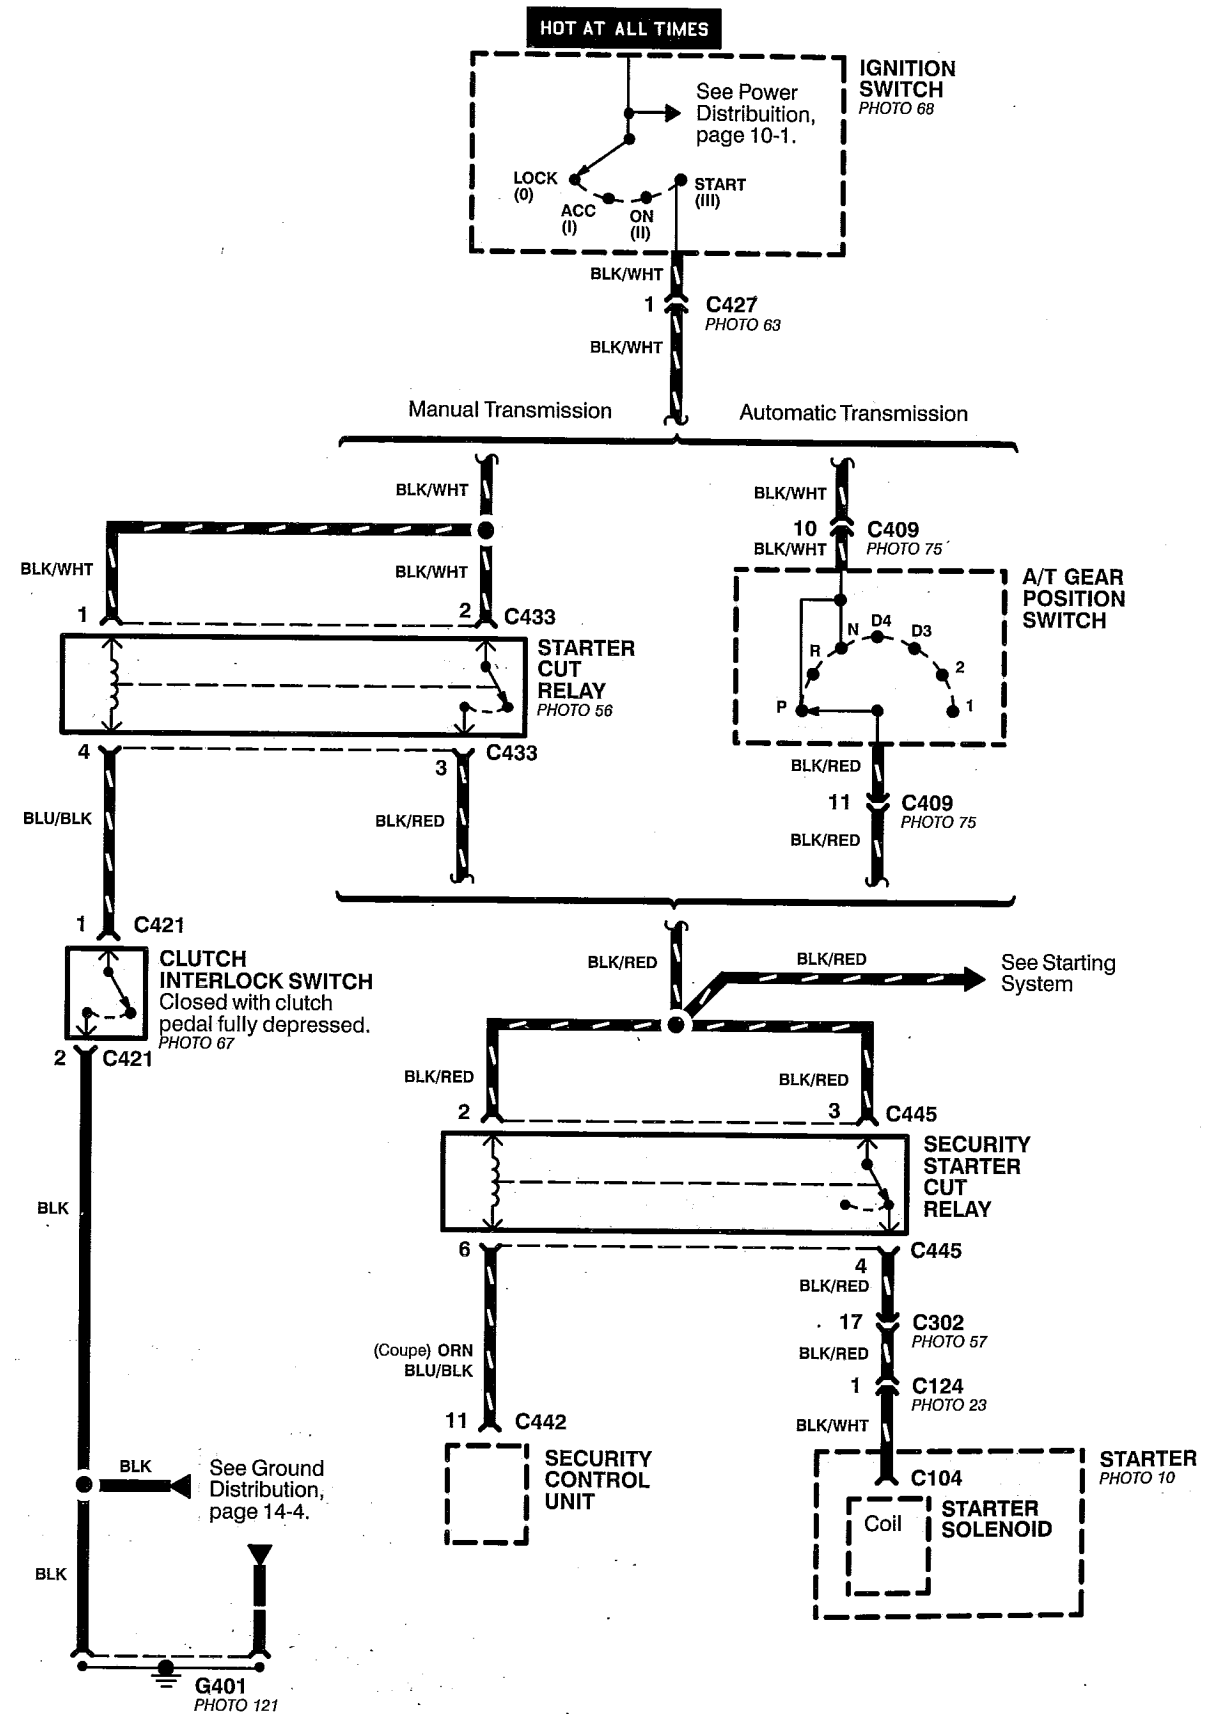 HOT AT ALL TIMES
IGNITION
SWITCH
PHOTO 68
See Power
Distribuition,
page 10-1.
LOCK
(0)
ACC
(I)
ON
(II)
START
(III)
BLK/WHT
1
C427
PHOTO 63
BLK/WHT
Manual Transmission
Automatic Transmission
BLK/WHT
BLK/WHT
10
C409
PHOTO 75
BLK/WHT
BLK/WHT
BLK/WHT
1
2
C433
STARTER
CUT
RELAY
PHOTO 56
A/T GEAR
POSITION
SWITCH
P
R
N
D4
D3
2
1
4
C433
3
BLK/RED
11
C409
PHOTO 75
BLU/BLK
BLK/RED
BLK/RED
1
C421
CLUTCH
INTERLOCK SWITCH
Closed with clutch
pedal fully depressed.
PHOTO 67
2
C421
BLK/RED
BLK/RED
See Starting
System
BLK/RED
BLK/RED
2
3
C445
SECURITY
STARTER
CUT
RELAY
BLK
6
4
C445
BLK/RED
17
C302
PHOTO 57
(Coupe) ORN
BLU/BLK
BLK/RED
1
C124
PHOTO 23
11
C442
BLK/WHT
SECURITY
CONTROL
UNIT
STARTER
PHOTO 10
C104
Coil
STARTER
SOLENOID
BLK
See Ground
Distribution,
page 14-4.
BLK
G401
PHOTO 121